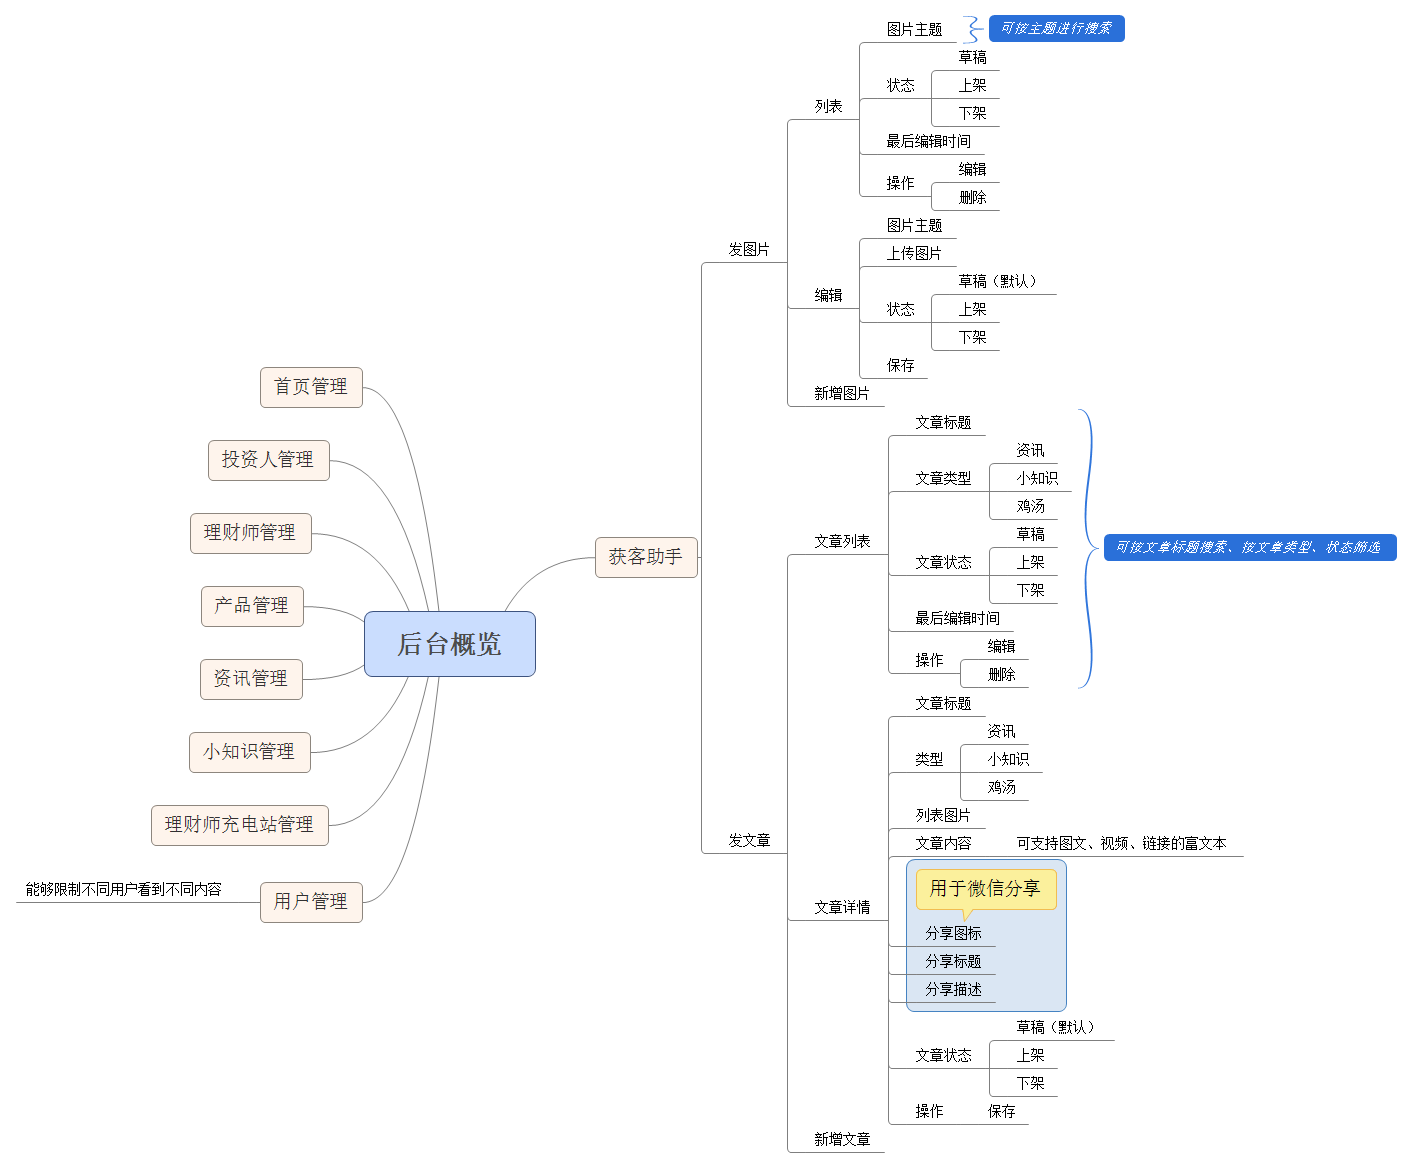 后台概览
首页管理
投资人管理
理财师管理
产品管理
资讯管理
小知识管理
理财师充电站管理
用户管理
能够限制不同用户看到不同内容
获客助手
发图片
列表
图片主题
可按主题进行搜索
状态
草稿
上架
下架
最后编辑时间
操作
编辑
删除
编辑
图片主题
上传图片
状态
草稿（默认）
上架
下架
保存
新增图片
发文章
文章列表
文章标题
文章类型
资讯
小知识
鸡汤
文章状态
草稿
上架
下架
最后编辑时间
操作
编辑
删除
可按文章标题搜索、按文章类型、状态筛选
文章详情
文章标题
类型
资讯
小知识
鸡汤
列表图片
文章内容
可支持图文、视频、链接的富文本
用于微信分享
分享图标
分享标题
分享描述
文章状态
草稿（默认）
上架
下架
操作
保存
新增文章